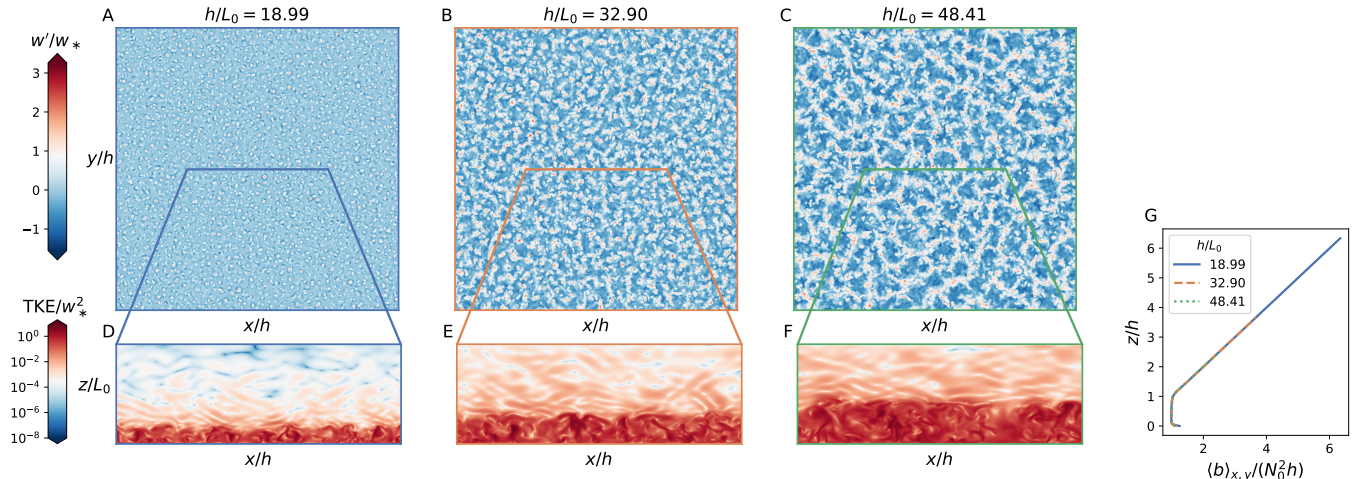 A
h/L₀ = 18.99
B
h/L₀ = 32.90
C
h/L₀ = 48.41
w′/w∗
3
2
1
0
−1
y/h
x/h
x/h
x/h
TKE/w²∗
10⁰
10⁻²
10⁻⁴
10⁻⁶
10⁻⁸
D
E
F
z/L₀
x/h
x/h
x/h
G
h/L₀
18.99
32.90
48.41
z/h
6
5
4
3
2
1
0
2
4
6
⟨b⟩ₓ,ᵧ/(N₀²h)